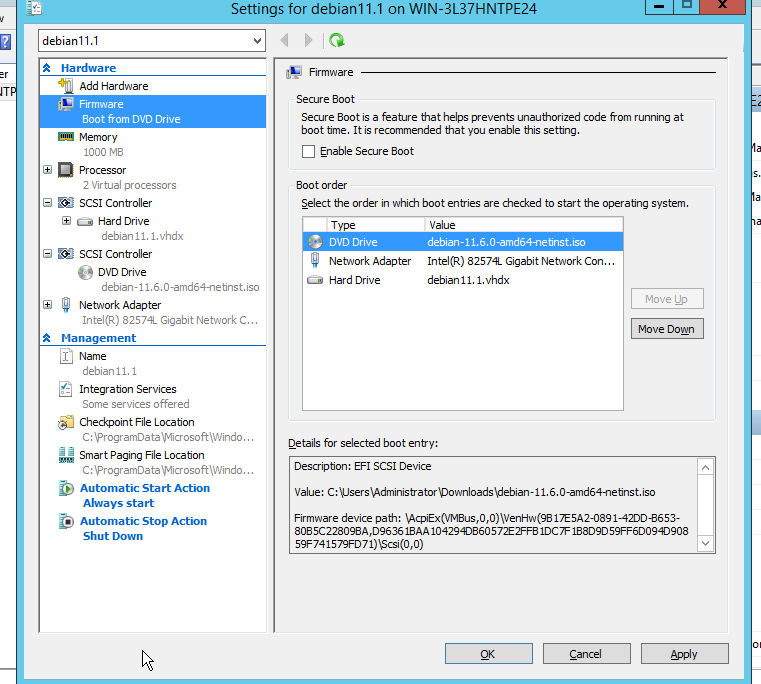 Settings for debian11.1 on WIN-3L37HNTPE24
debian11.1
Hardware
Add Hardware
Firmware
Boot from DVD Drive
Memory
1000 MB
Processor
2 Virtual processors
SCSI Controller
Hard Drive
debian11.1.vhdx
SCSI Controller
DVD Drive
debian-11.6.0-amd64-netinst.iso
Network Adapter
Intel(R) 82574L Gigabit Network C...
Management
Name
debian11.1
Integration Services
Some services offered
Checkpoint File Location
C:\ProgramData\Microsoft\Windo...
Smart Paging File Location
C:\ProgramData\Microsoft\Windo...
Automatic Start Action
Always start
Automatic Stop Action
Shut Down
Firmware
Secure Boot
Secure Boot is a feature that helps prevents unauthorized code from running at
boot time. It is recommended that you enable this setting.
Enable Secure Boot
Boot order
Select the order in which boot entries are checked to start the operating system.
Type Value
DVD Drive debian-11.6.0-amd64-netinst.iso
Network Adapter Intel(R) 82574L Gigabit Network Con...
Hard Drive debian11.1.vhdx
Move Up
Move Down
Details for selected boot entry:
Description: EFI SCSI Device
Value: C:\Users\Administrator\Downloads\debian-11.6.0-amd64-netinst.iso
Firmware device path: \AcpiEx(VMBus,0,0)\VenHw(9B17E5A2-0891-42DD-B653-
80B5C22809BA,D96361BAA104294DB60572E2FFB1DC7F1B8D9D59FF6D094D908
59F741579FD71)\Scsi(0,0)
OK Cancel Apply